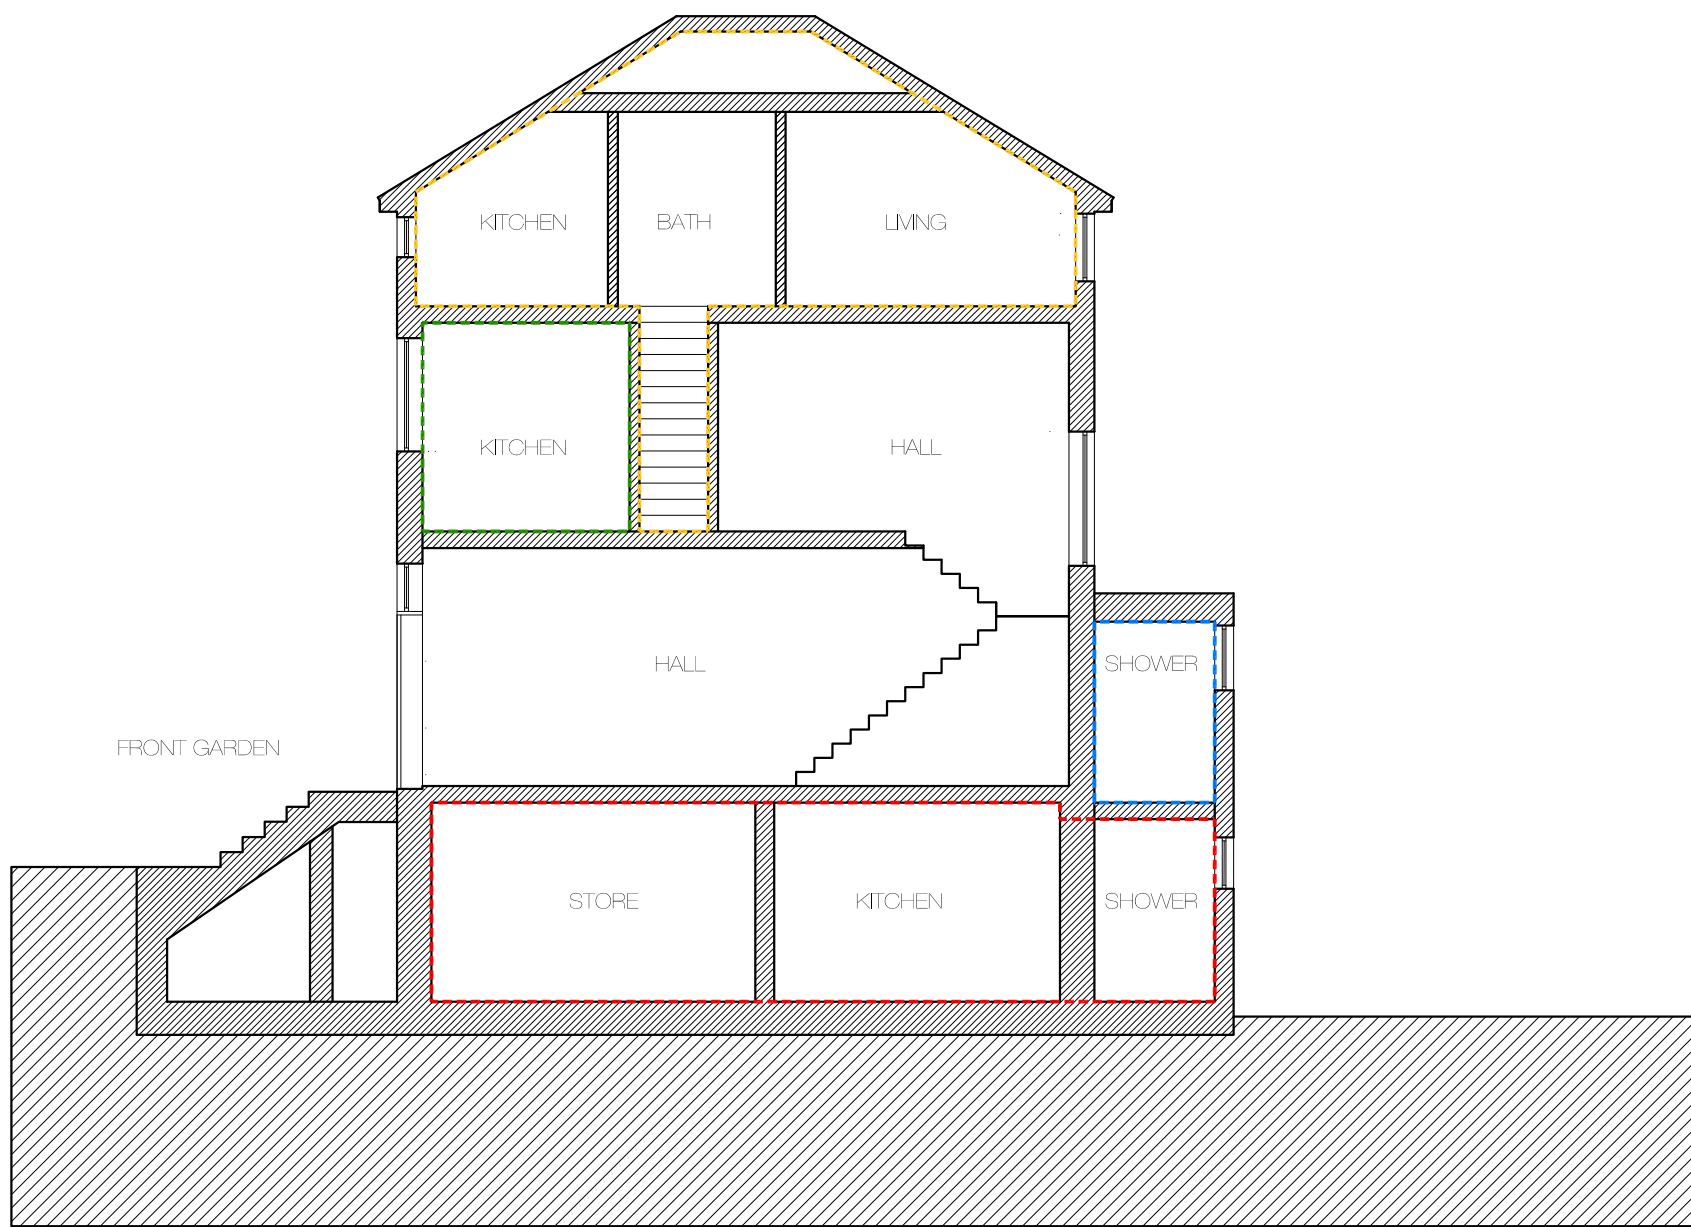 KITCHEN
BATH
LIVING
KITCHEN
HALL
HALL
SHOWER
FRONT GARDEN
STORE
KITCHEN
SHOWER